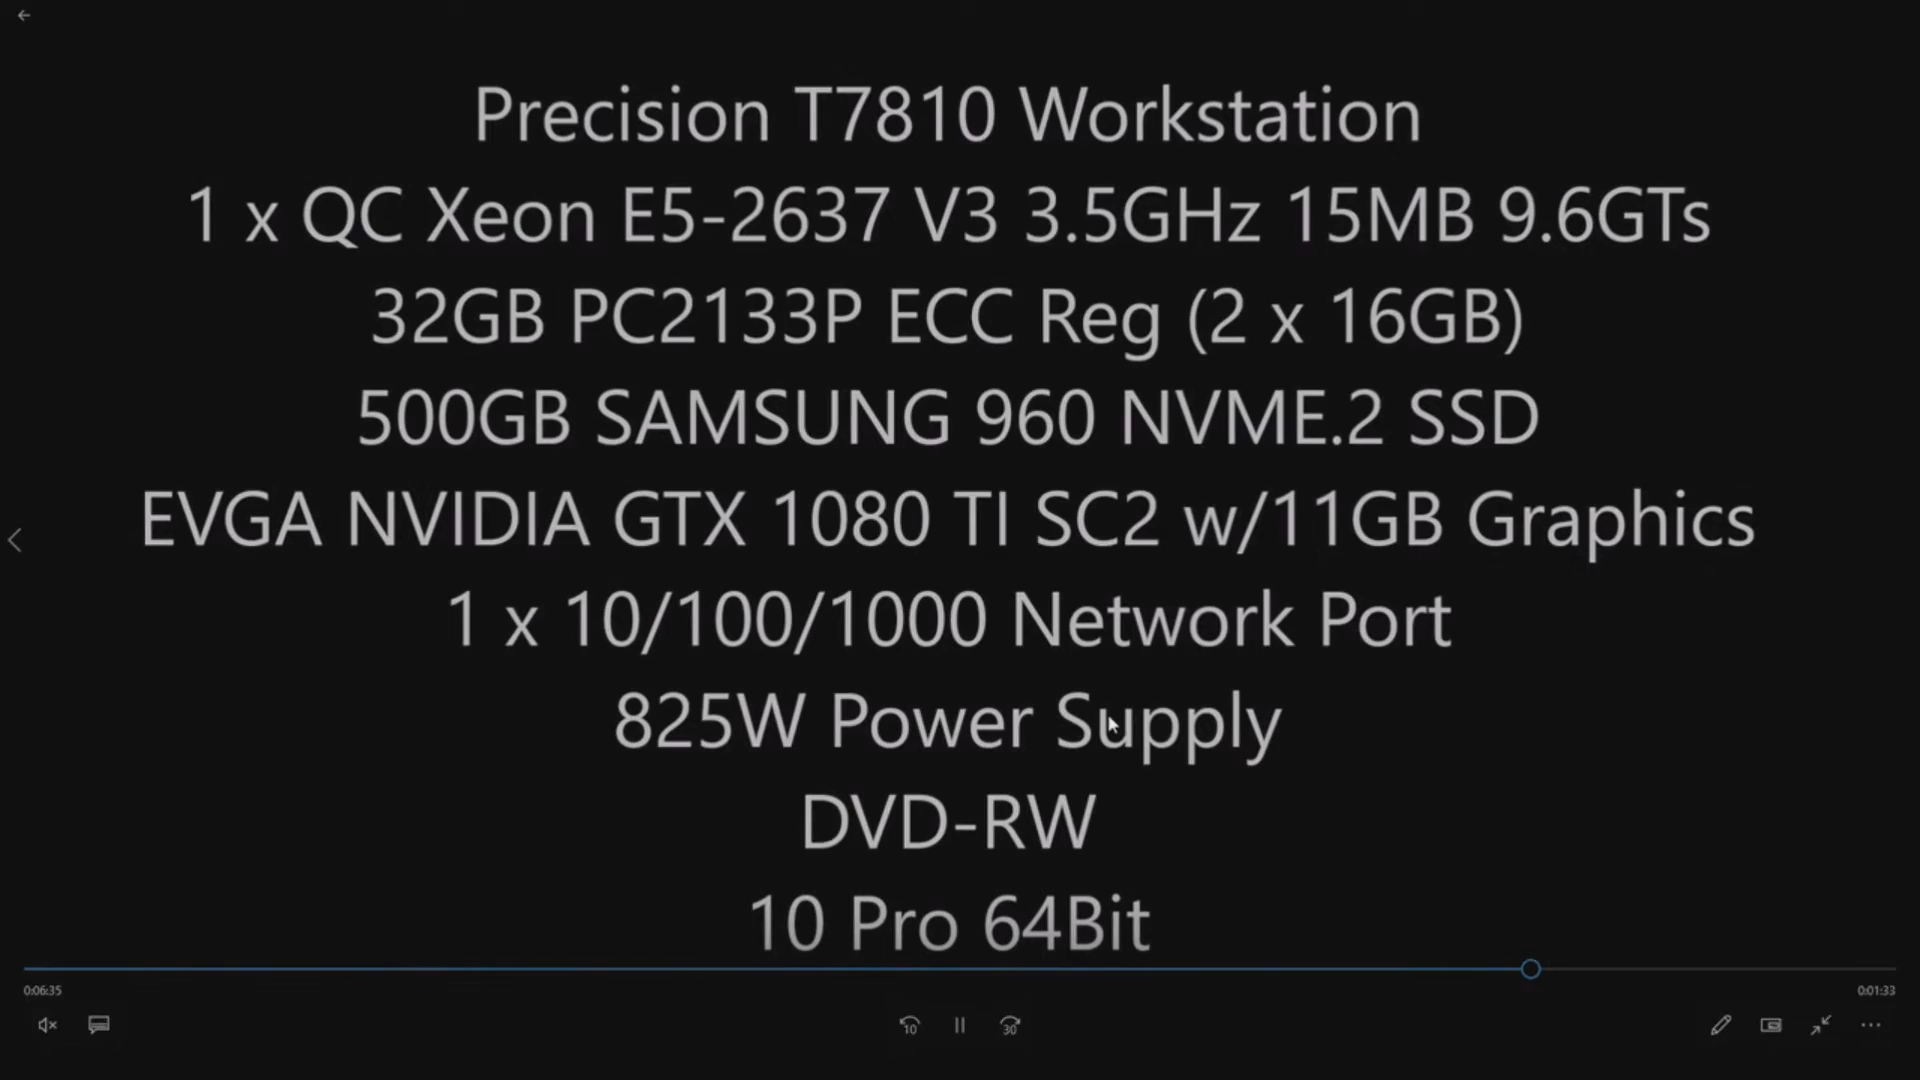 Precision T7810 Workstation
1 x QC Xeon E5-2637 V3 3.5GHz 15MB 9.6GTs
32GB PC2133P ECC Reg (2 x 16GB)
500GB SAMSUNG 960 NVME.2 SSD
EVGA NVIDIA GTX 1080 TI SC2 w/11GB Graphics
1 x 10/100/1000 Network Port
825W Power Supply
DVD-RW
10 Pro 64Bit
0:06:35
0:01:33
10
30